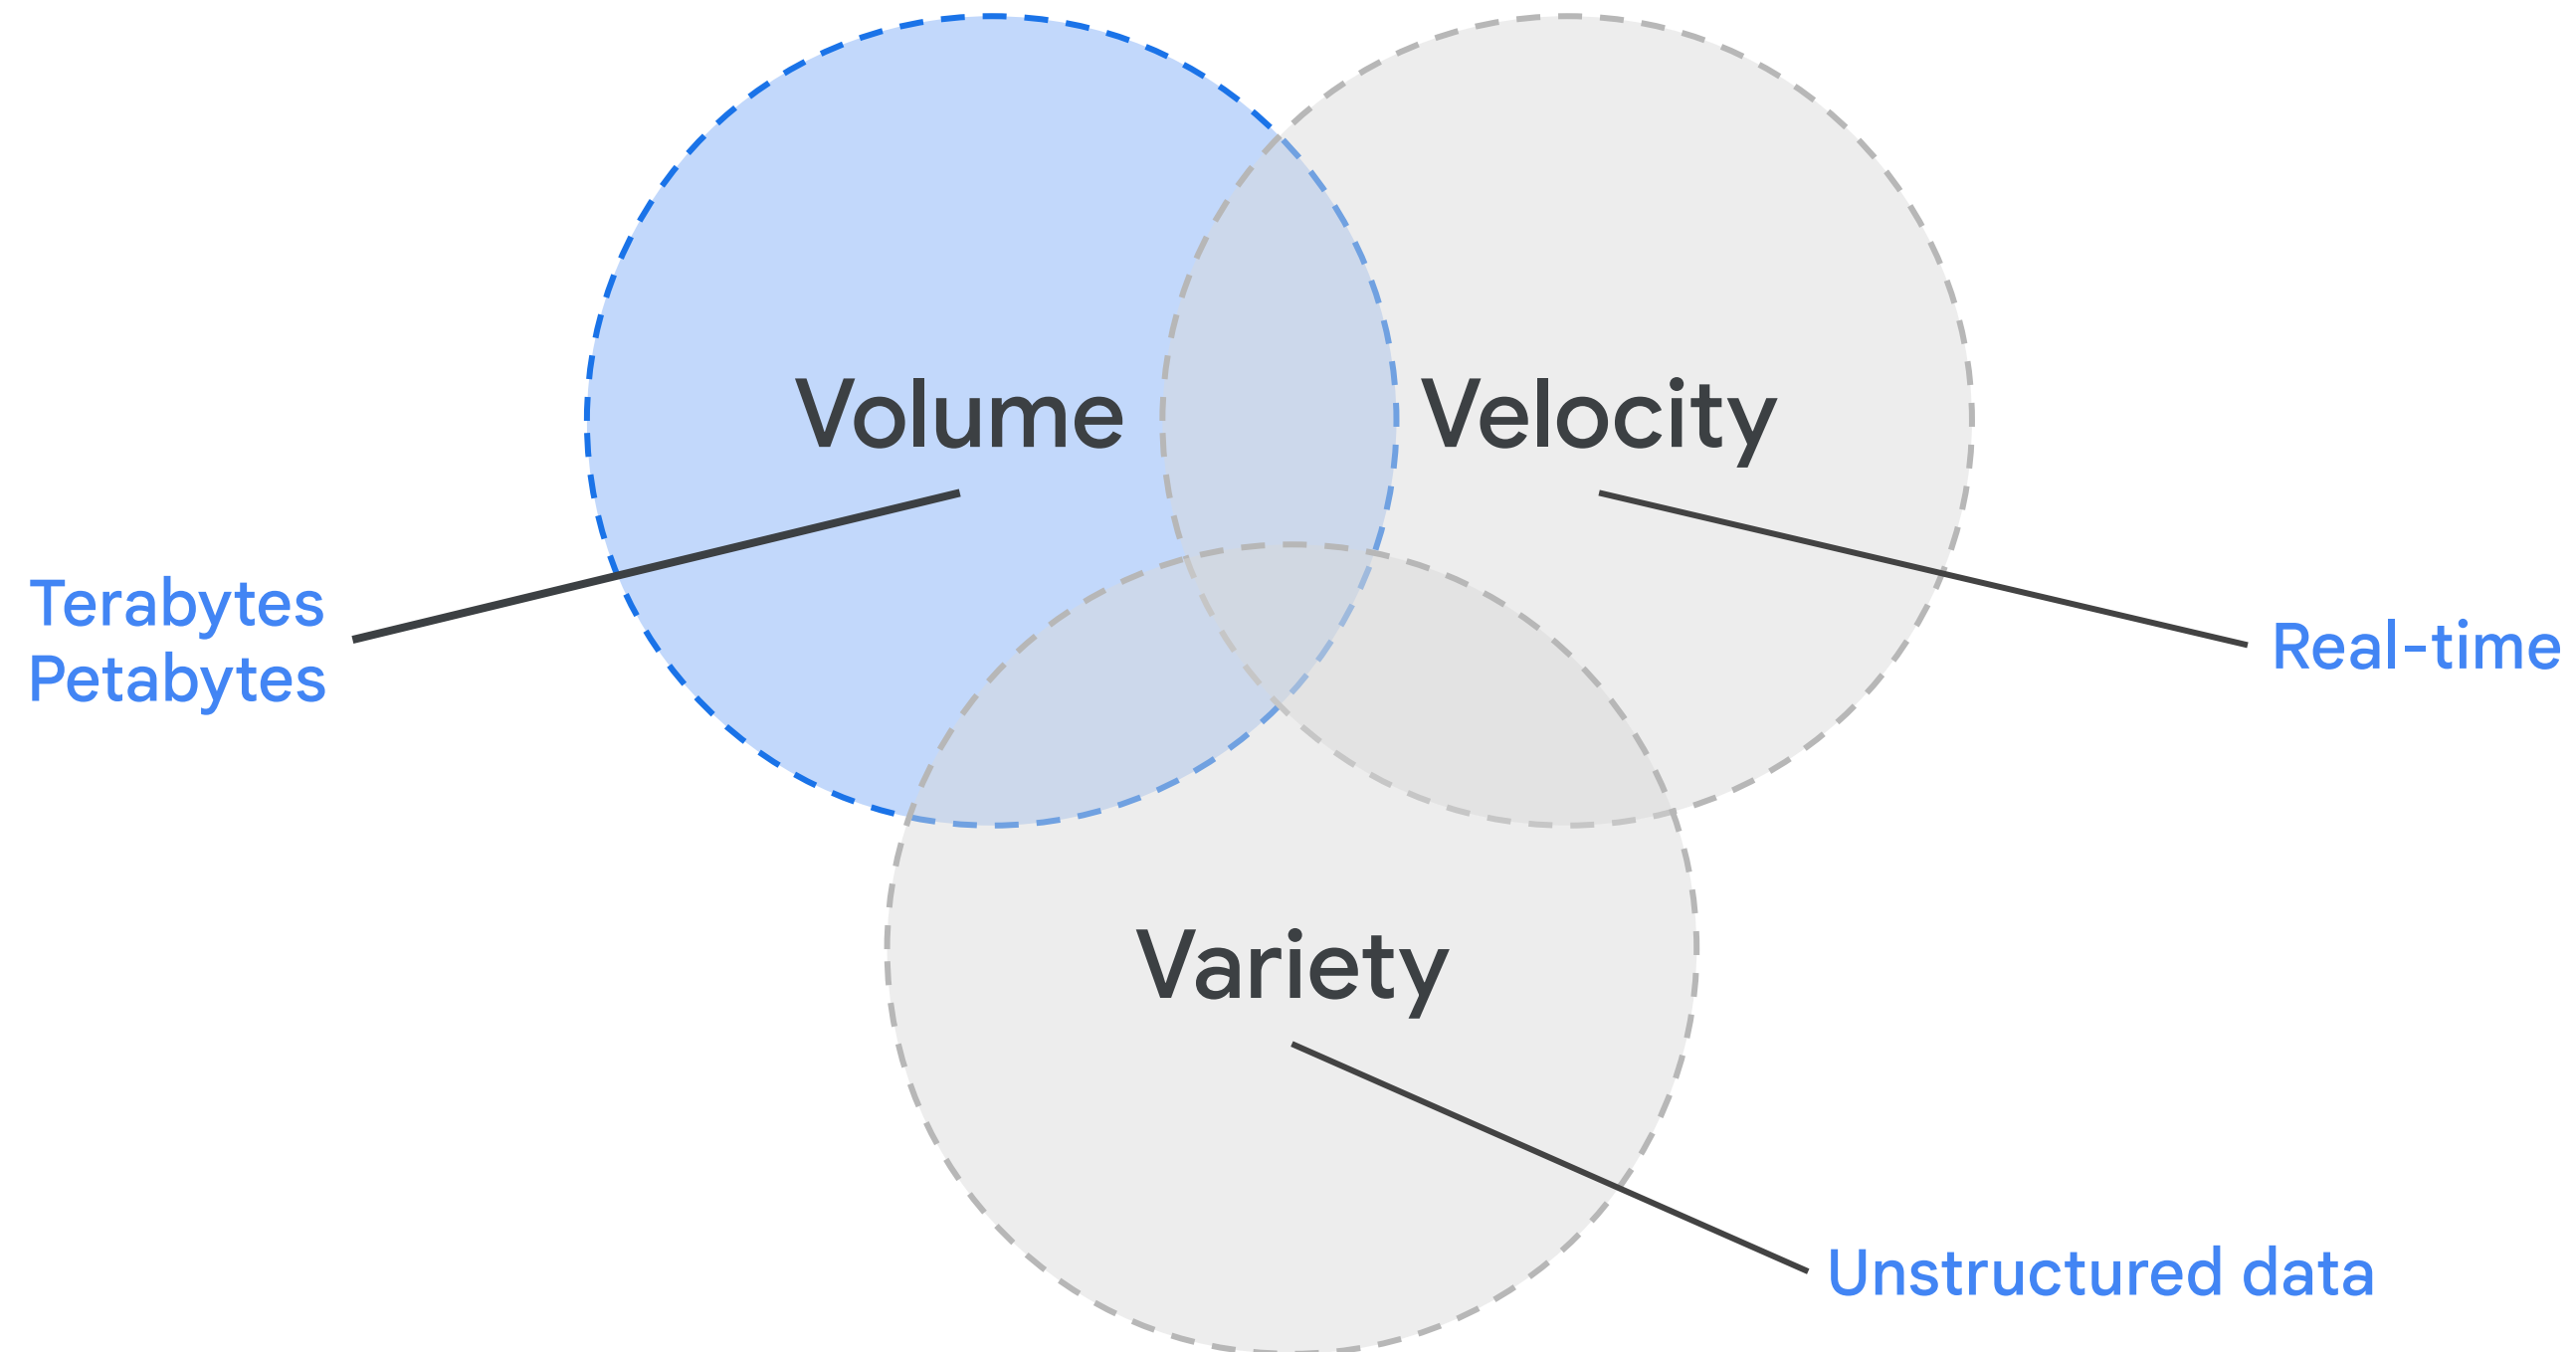 Volume
Velocity
Terabytes
Petabytes
Real-time
Variety
Unstructured data